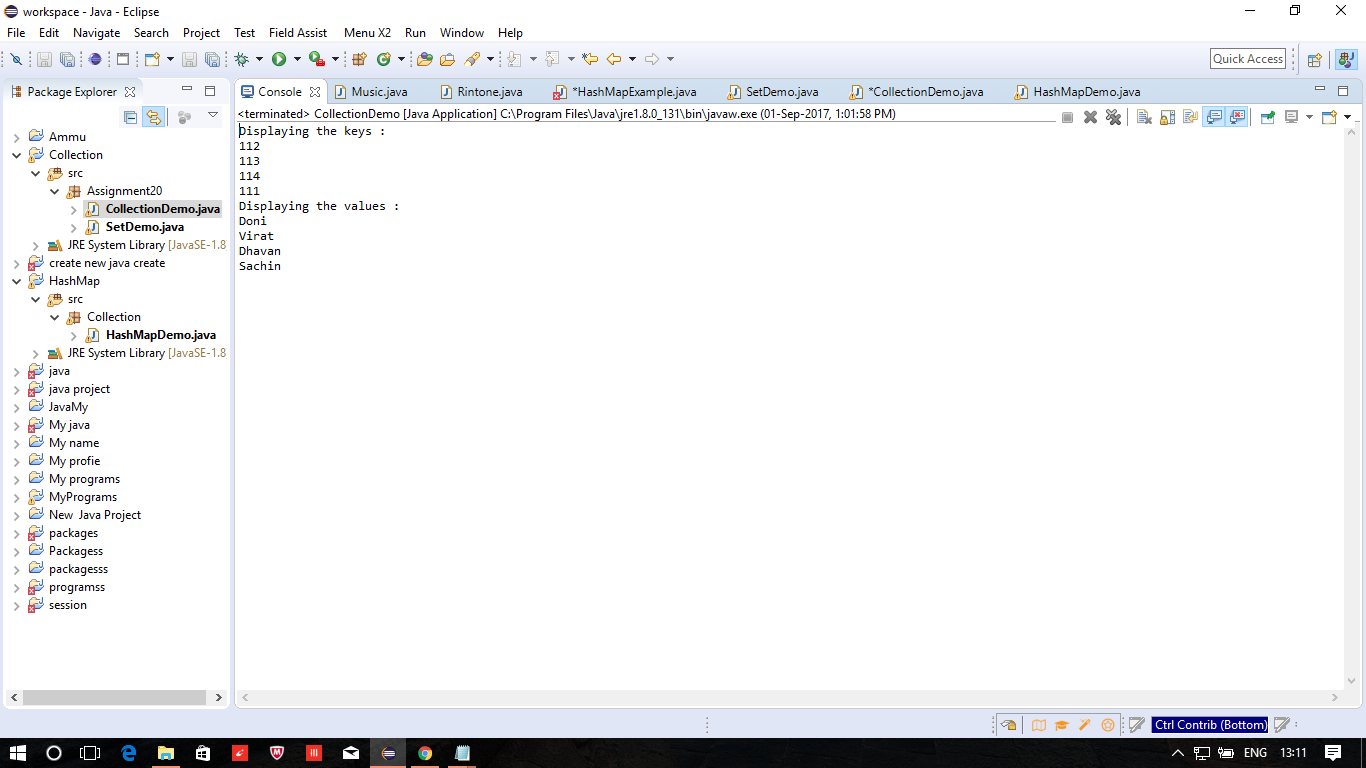 workspace - Java - Eclipse
File Edit Navigate Search Project Test Field Assist Menu X2 Run Window Help
Quick Access
Package Explorer
Console Music.java Rintone.java *HashMapExample.java SetDemo.java *CollectionDemo.java HashMapDemo.java
<terminated> CollectionDemo [Java Application] C:\Program Files\Java\jre1.8.0_131\bin\javaw.exe (01-Sep-2017, 1:01:58 PM)
Ammu
Collection
src
Assignment20
CollectionDemo.java
SetDemo.java
JRE System Library [JavaSE-1.8
create new java create
HashMap
src
Collection
HashMapDemo.java
JRE System Library [JavaSE-1.8
java
java project
JavaMy
My java
My name
My profie
My programs
MyPrograms
New Java Project
packages
Packagess
packagesss
programss
session
Displaying the keys :
112
113
114
111
Displaying the values :
Doni
Virat
Dhavan
Sachin
Ctrl Contrib (Bottom)
ENG 13:11